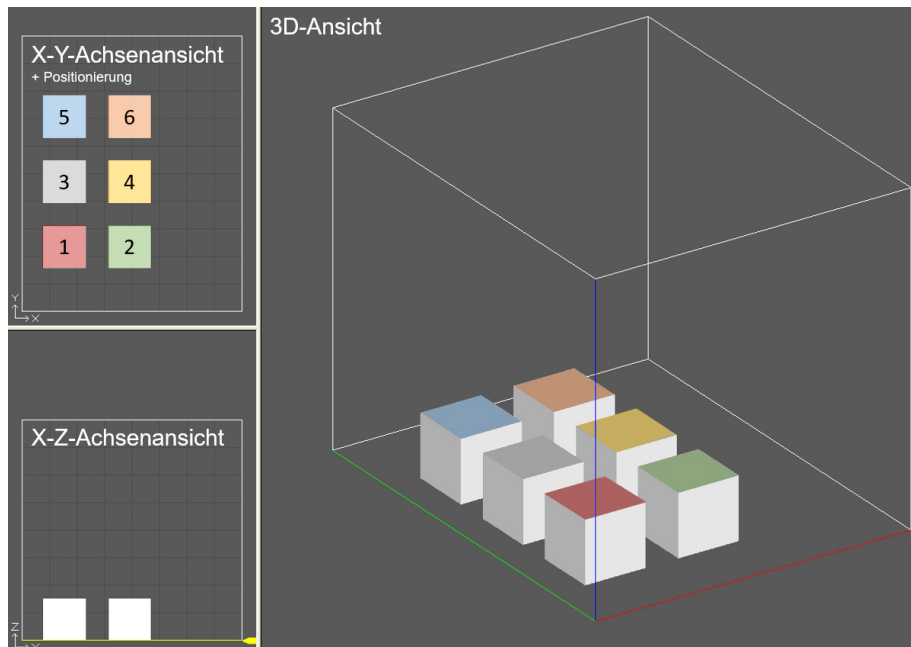 X-Y-Achsenansicht
+ Positionierung
5 6
3 4
1 2
Y
X
X-Z-Achsenansicht
Z
X
3D-Ansicht